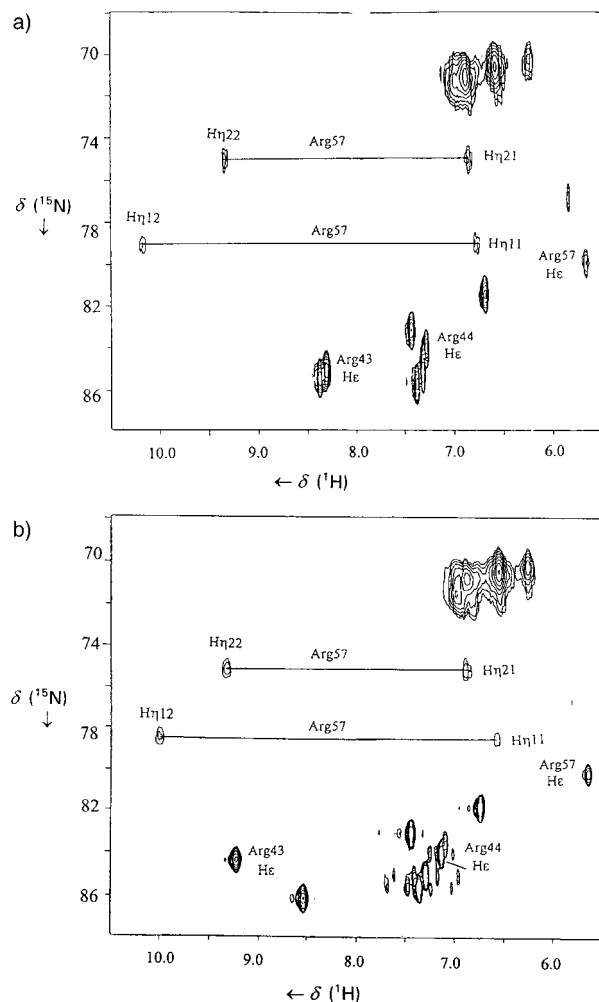 a)
70
74
78
82
86
δ (¹⁵N)
↓
Hη22
Arg57
Hη21
Hη12
Arg57
Hη11
Arg57
Hε
Arg44
Hε
Arg43
Hε
10.0
9.0
8.0
7.0
6.0
← δ (¹H)
b)
70
74
78
82
86
δ (¹⁵N)
↓
Hη22
Arg57
Hη21
Hη12
Arg57
Hη11
Arg57
Hε
Arg43
Hε
Arg44
Hε
10.0
9.0
8.0
7.0
6.0
← δ (¹H)